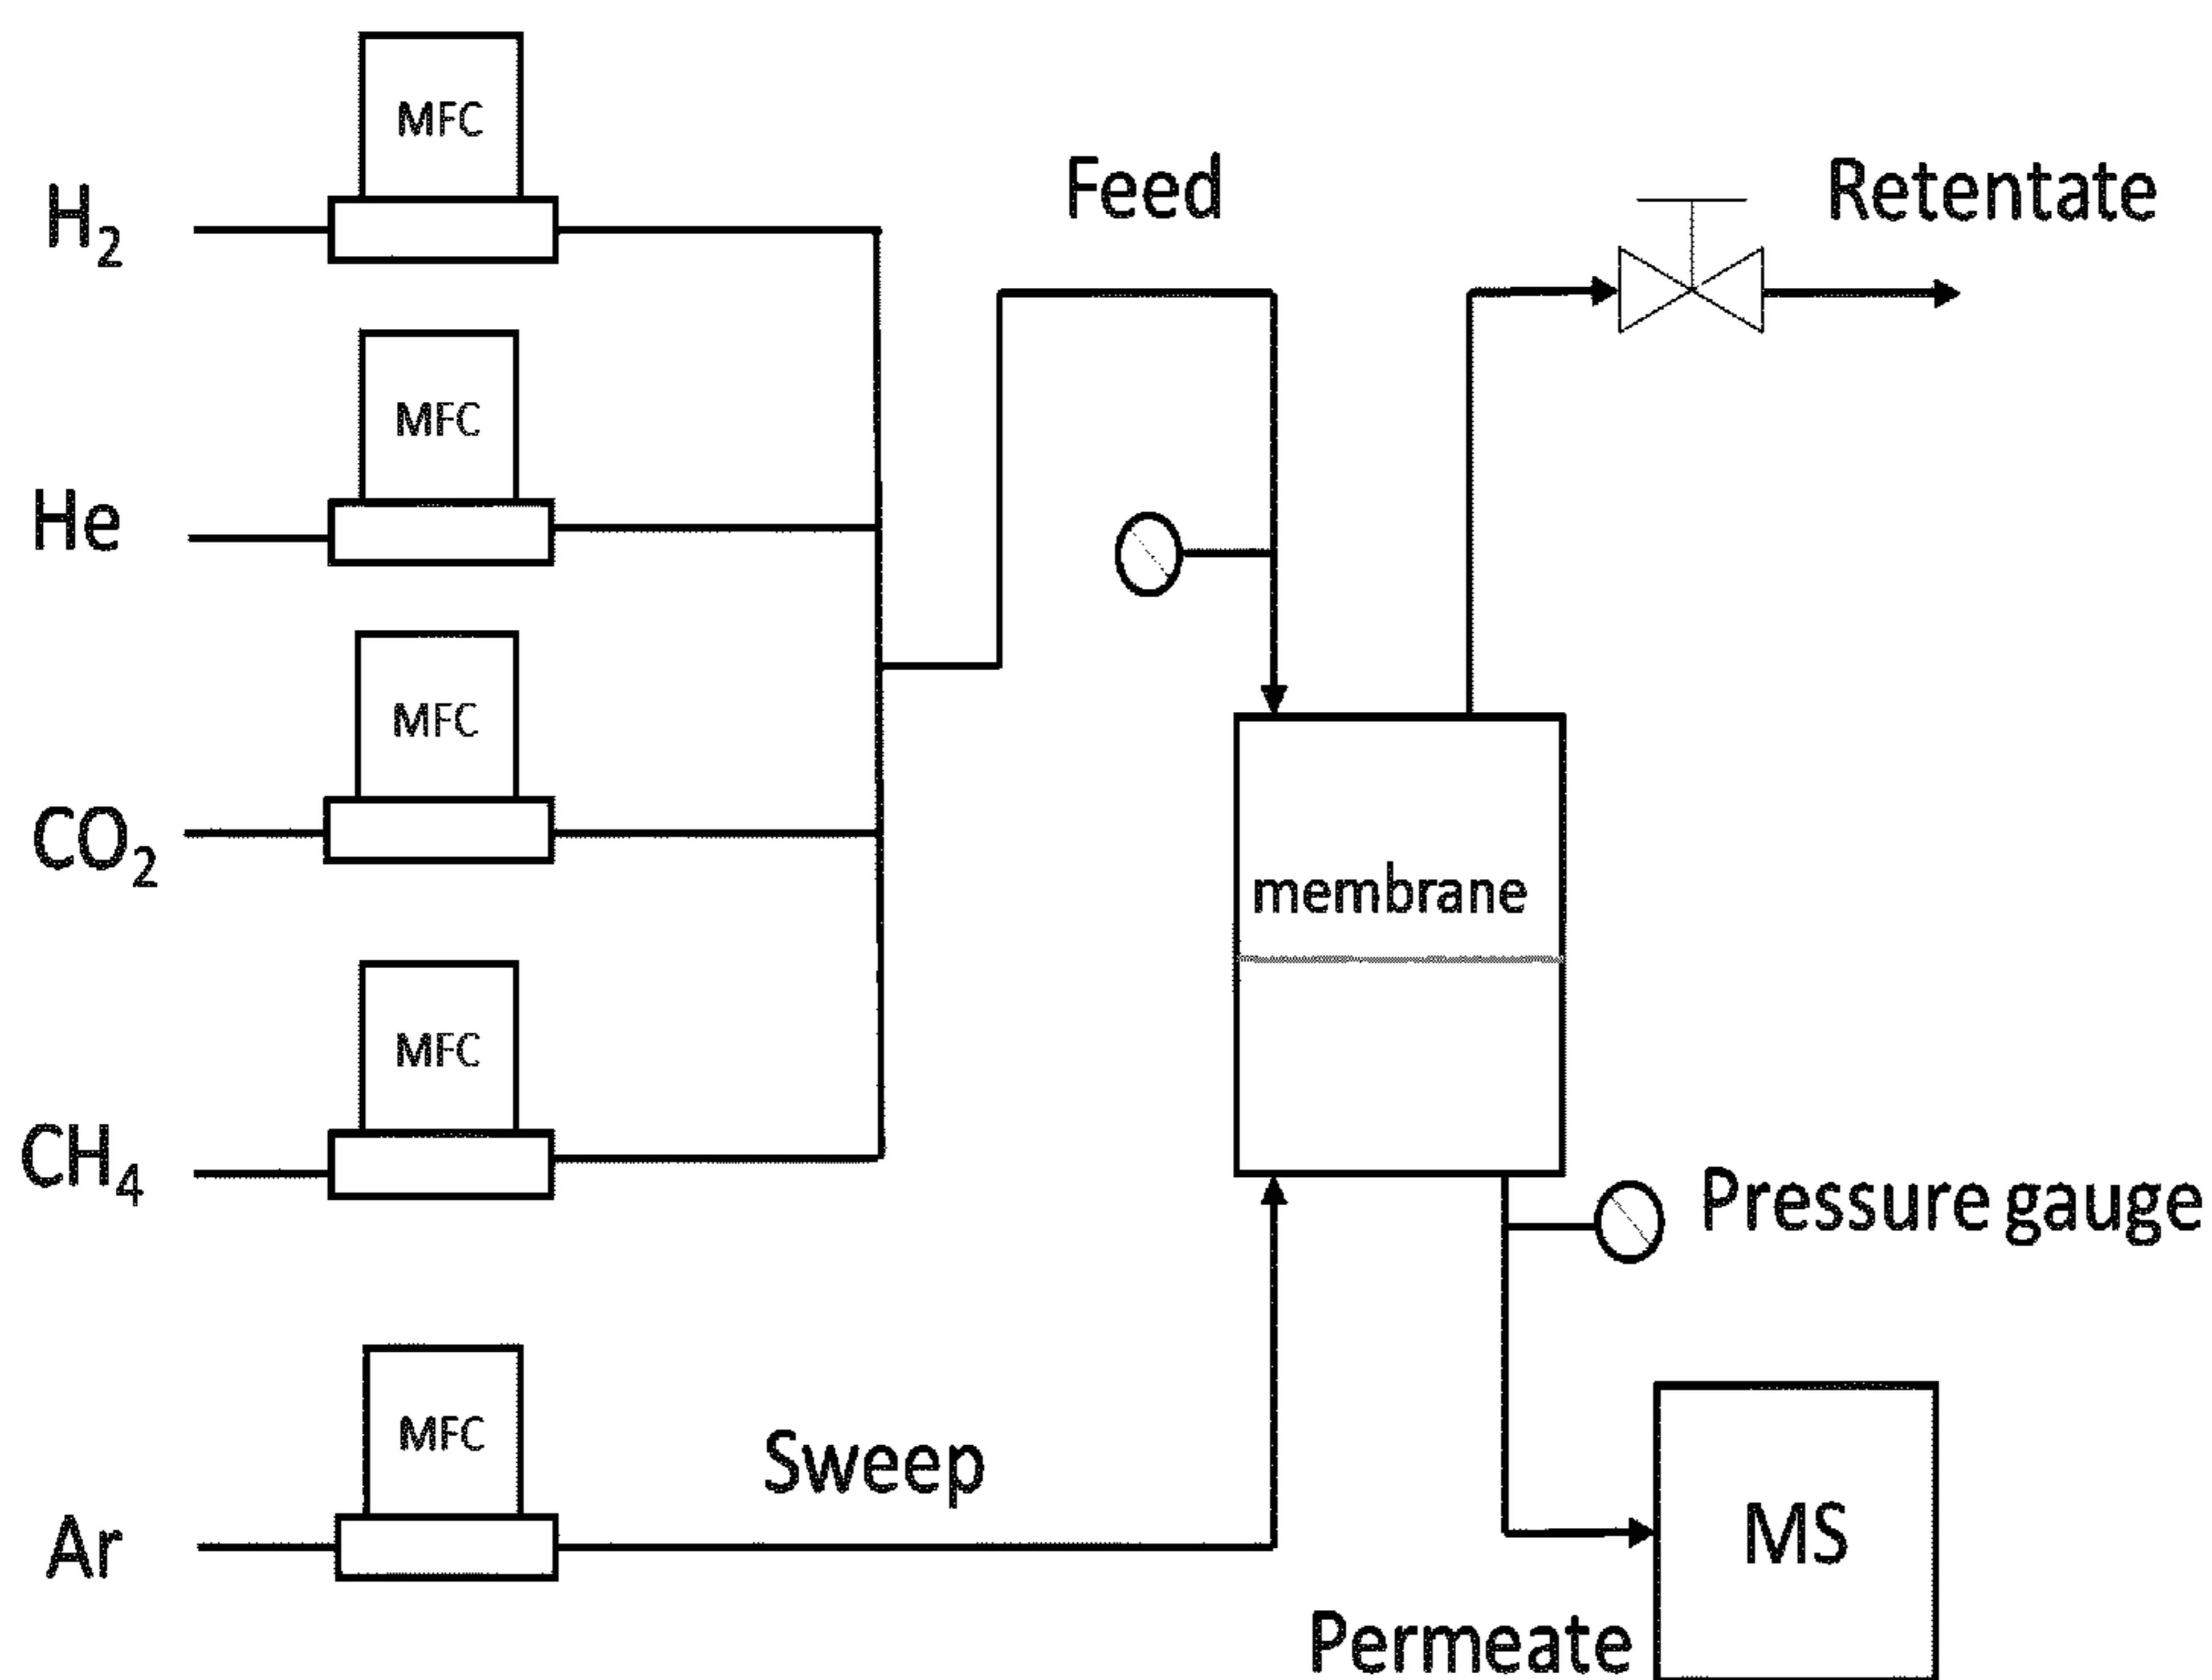 MFC
H₂
Feed
Retentate
MFC
He
MFC
CO₂
membrane
MFC
CH₄
Pressure gauge
MFC
Sweep
Ar
MS
Permeate